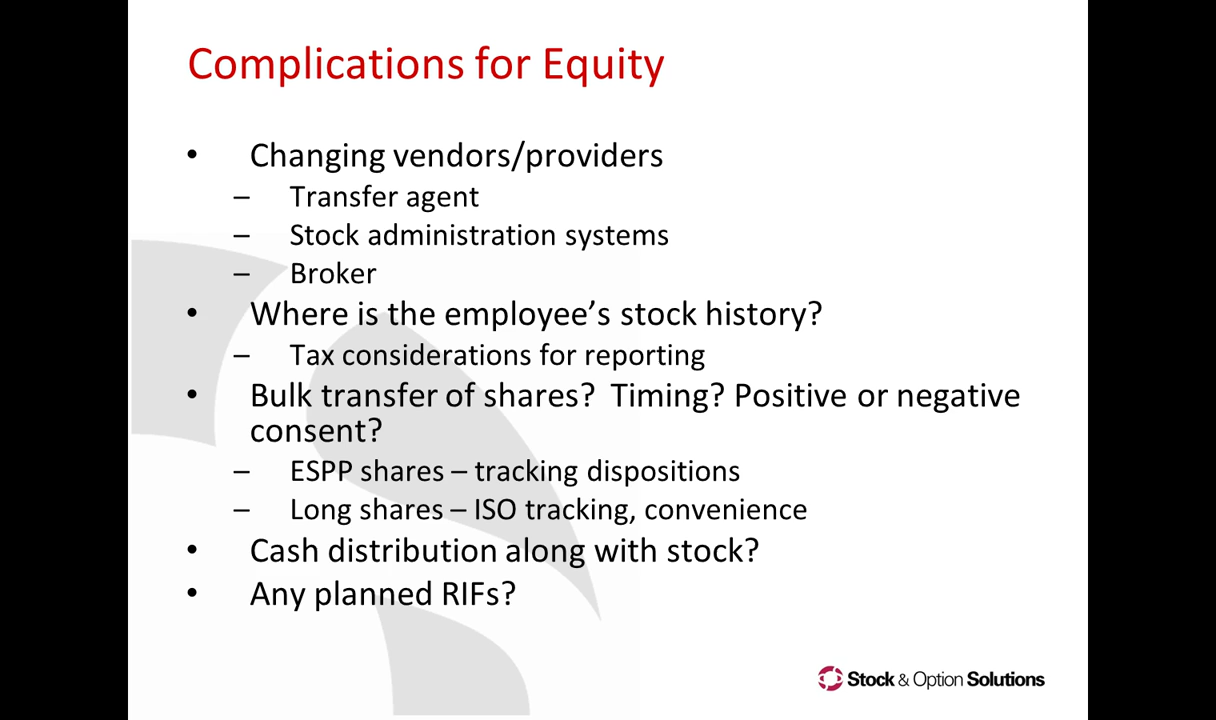 Complications for Equity
• Changing vendors/providers
– Transfer agent
– Stock administration systems
– Broker
• Where is the employee’s stock history?
– Tax considerations for reporting
• Bulk transfer of shares?  Timing? Positive or negative
consent?
– ESPP shares – tracking dispositions
– Long shares – ISO tracking, convenience
• Cash distribution along with stock?
• Any planned RIFs?
Stock & Option Solutions